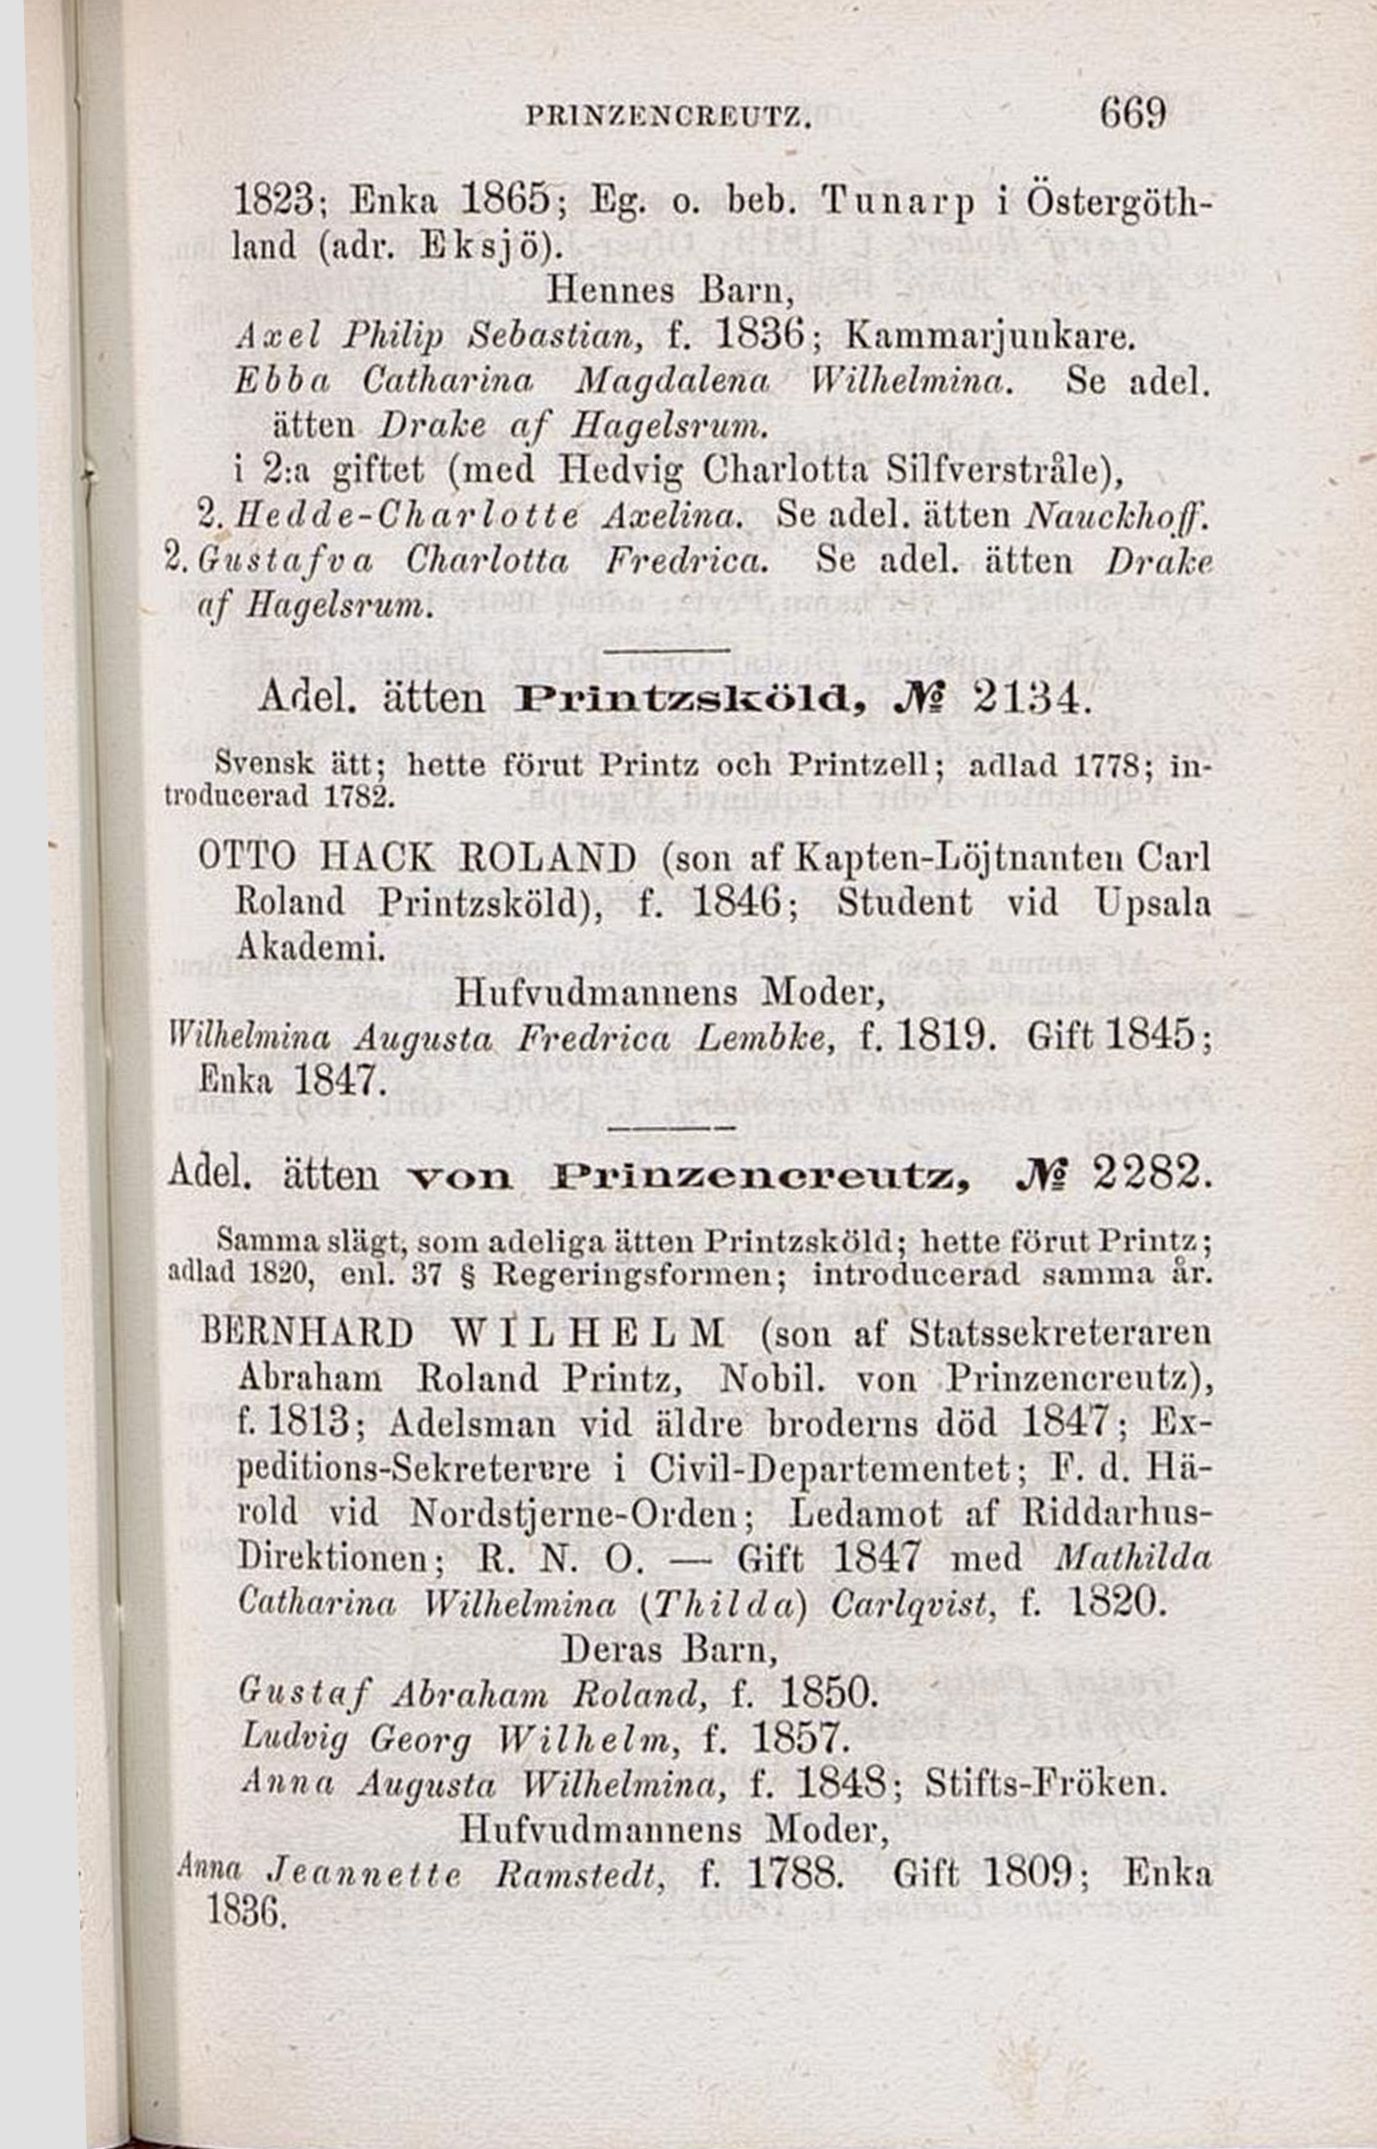 PRINZENCREUTZ. 669
1823; Enka 1865; Eg. o. beb. Tunarp i Östergöth-
land (adr. Eksjö).
Hennes Barn,
Axel Philip Sebastian, f. 1836; Kammarjunkare.
Ebba Catharina Magdalena Wilhelmina. Se adel.
ätten Drake af Hagelsrum.
i 2:a giftet (med Hedvig Charlotta Silfverstråle),
2. Hedde-Charlotte Axelina. Se adel. ätten Nauckhoff.
2. Gustafva Charlotta Fredrica. Se adel. ätten Drake
af Hagelsrum.
Adel. ätten Printzsköld, № 2134.
Svensk ätt; hette förut Printz och Printzell; adlad 1778; in-
troducerad 1782.
OTTO HACK ROLAND (son af Kapten-Löjtnanten Carl
Roland Printzsköld), f. 1846; Student vid Upsala
Akademi.
Hufvudmannens Moder,
Wilhelmina Augusta Fredrica Lembke, f. 1819. Gift 1845;
Enka 1847.
Adel. ätten von Prinzencreutz, № 2282.
Samma slägt, som adeliga ätten Printzsköld; hette förut Printz;
adlad 1820, enl. 37 § Regeringsformen; introducerad samma år.
BERNHARD WILHELM (son af Statssekreteraren
Abraham Roland Printz, Nobil. von Prinzencreutz),
f. 1813; Adelsman vid äldre broderns död 1847; Ex-
peditions-Sekreterere i Civil-Departementet; F. d. Hä-
rold vid Nordstjerne-Orden; Ledamot af Riddarhus-
Direktionen; R. N. O. — Gift 1847 med Mathilda
Catharina Wilhelmina (Thilda) Carlqvist, f. 1820.
Deras Barn,
Gustaf Abraham Roland, f. 1850.
Ludvig Georg Wilhelm, f. 1857.
Anna Augusta Wilhelmina, f. 1848; Stifts-Fröken.
Hufvudmannens Moder,
Anna Jeannette Ramstedt, f. 1788. Gift 1809; Enka
1836.